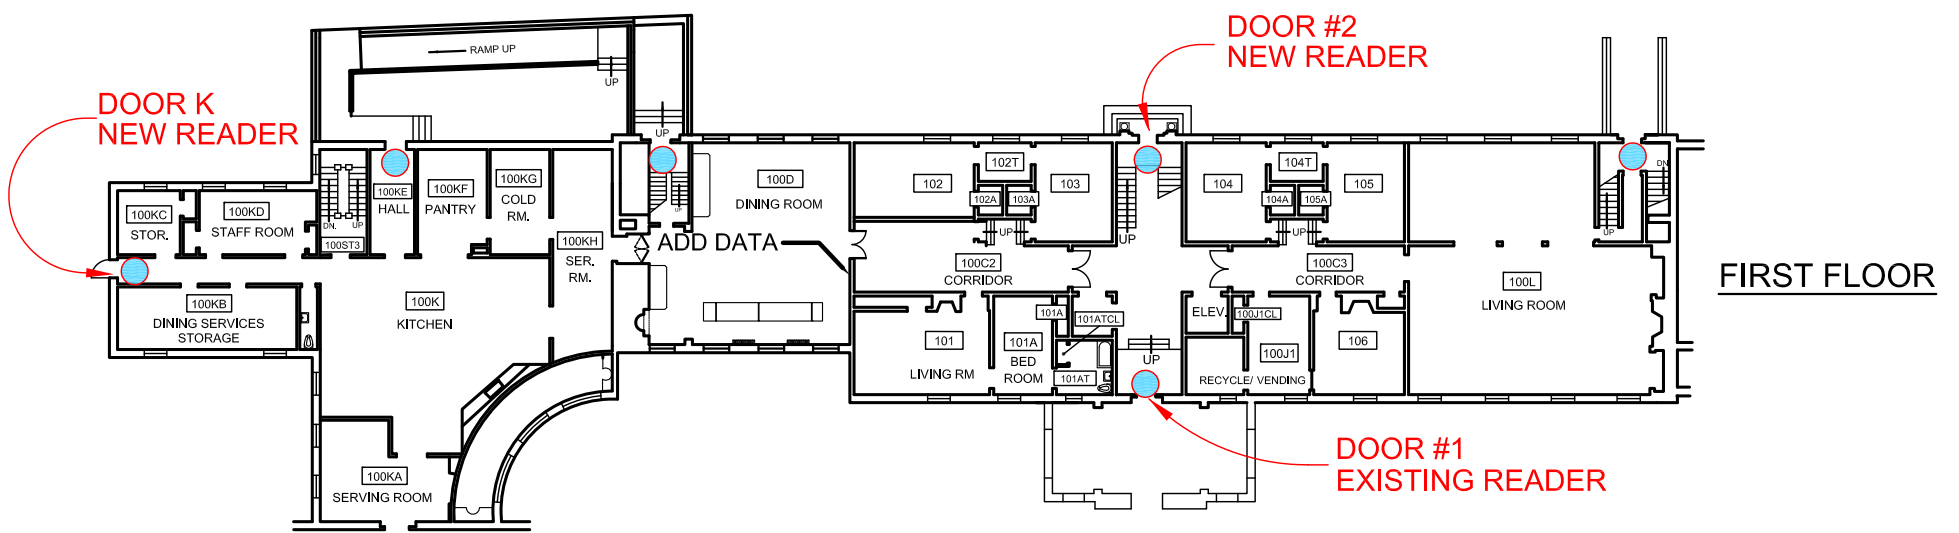 DOOR #2
NEW READER
RAMP UP
UP
DOOR K
NEW READER
UP
DN.
100KE
HALL
100KF
PANTRY
100KG
COLD
RM.
100KC
STOR.
100KD
STAFF ROOM
DN.
UP
100ST3
UP
100D
DINING ROOM
102
102T
103
102A
103A
UP
UP
104
104T
105
104A
105A
UP
UP
100KH
SER.
RM.
ADD DATA
100C2
CORRIDOR
100C3
CORRIDOR
100L
LIVING ROOM
FIRST FLOOR
100KB
DINING SERVICES
STORAGE
100K
KITCHEN
101
LIVING RM
101A
BED
ROOM
101A
101ATCL
101AT
UP
ELEV.
100J1CL
100J1
RECYCLE/ VENDING
106
100KA
SERVING ROOM
DOOR #1
EXISTING READER